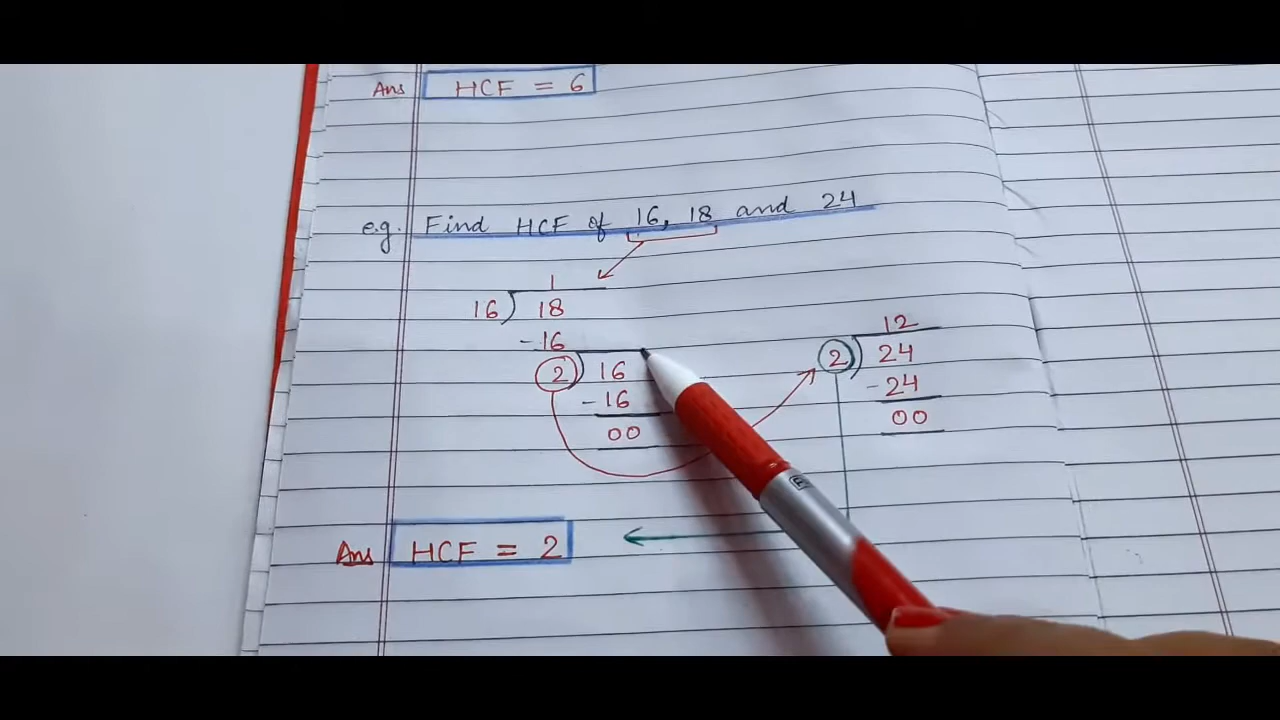 Ans HCF = 6
e.g. Find HCF of 16, 18 and 24
1
16 ) 18
-16
2 ) 16
-16
00
12
2 ) 24
-24
00
Ans HCF = 2